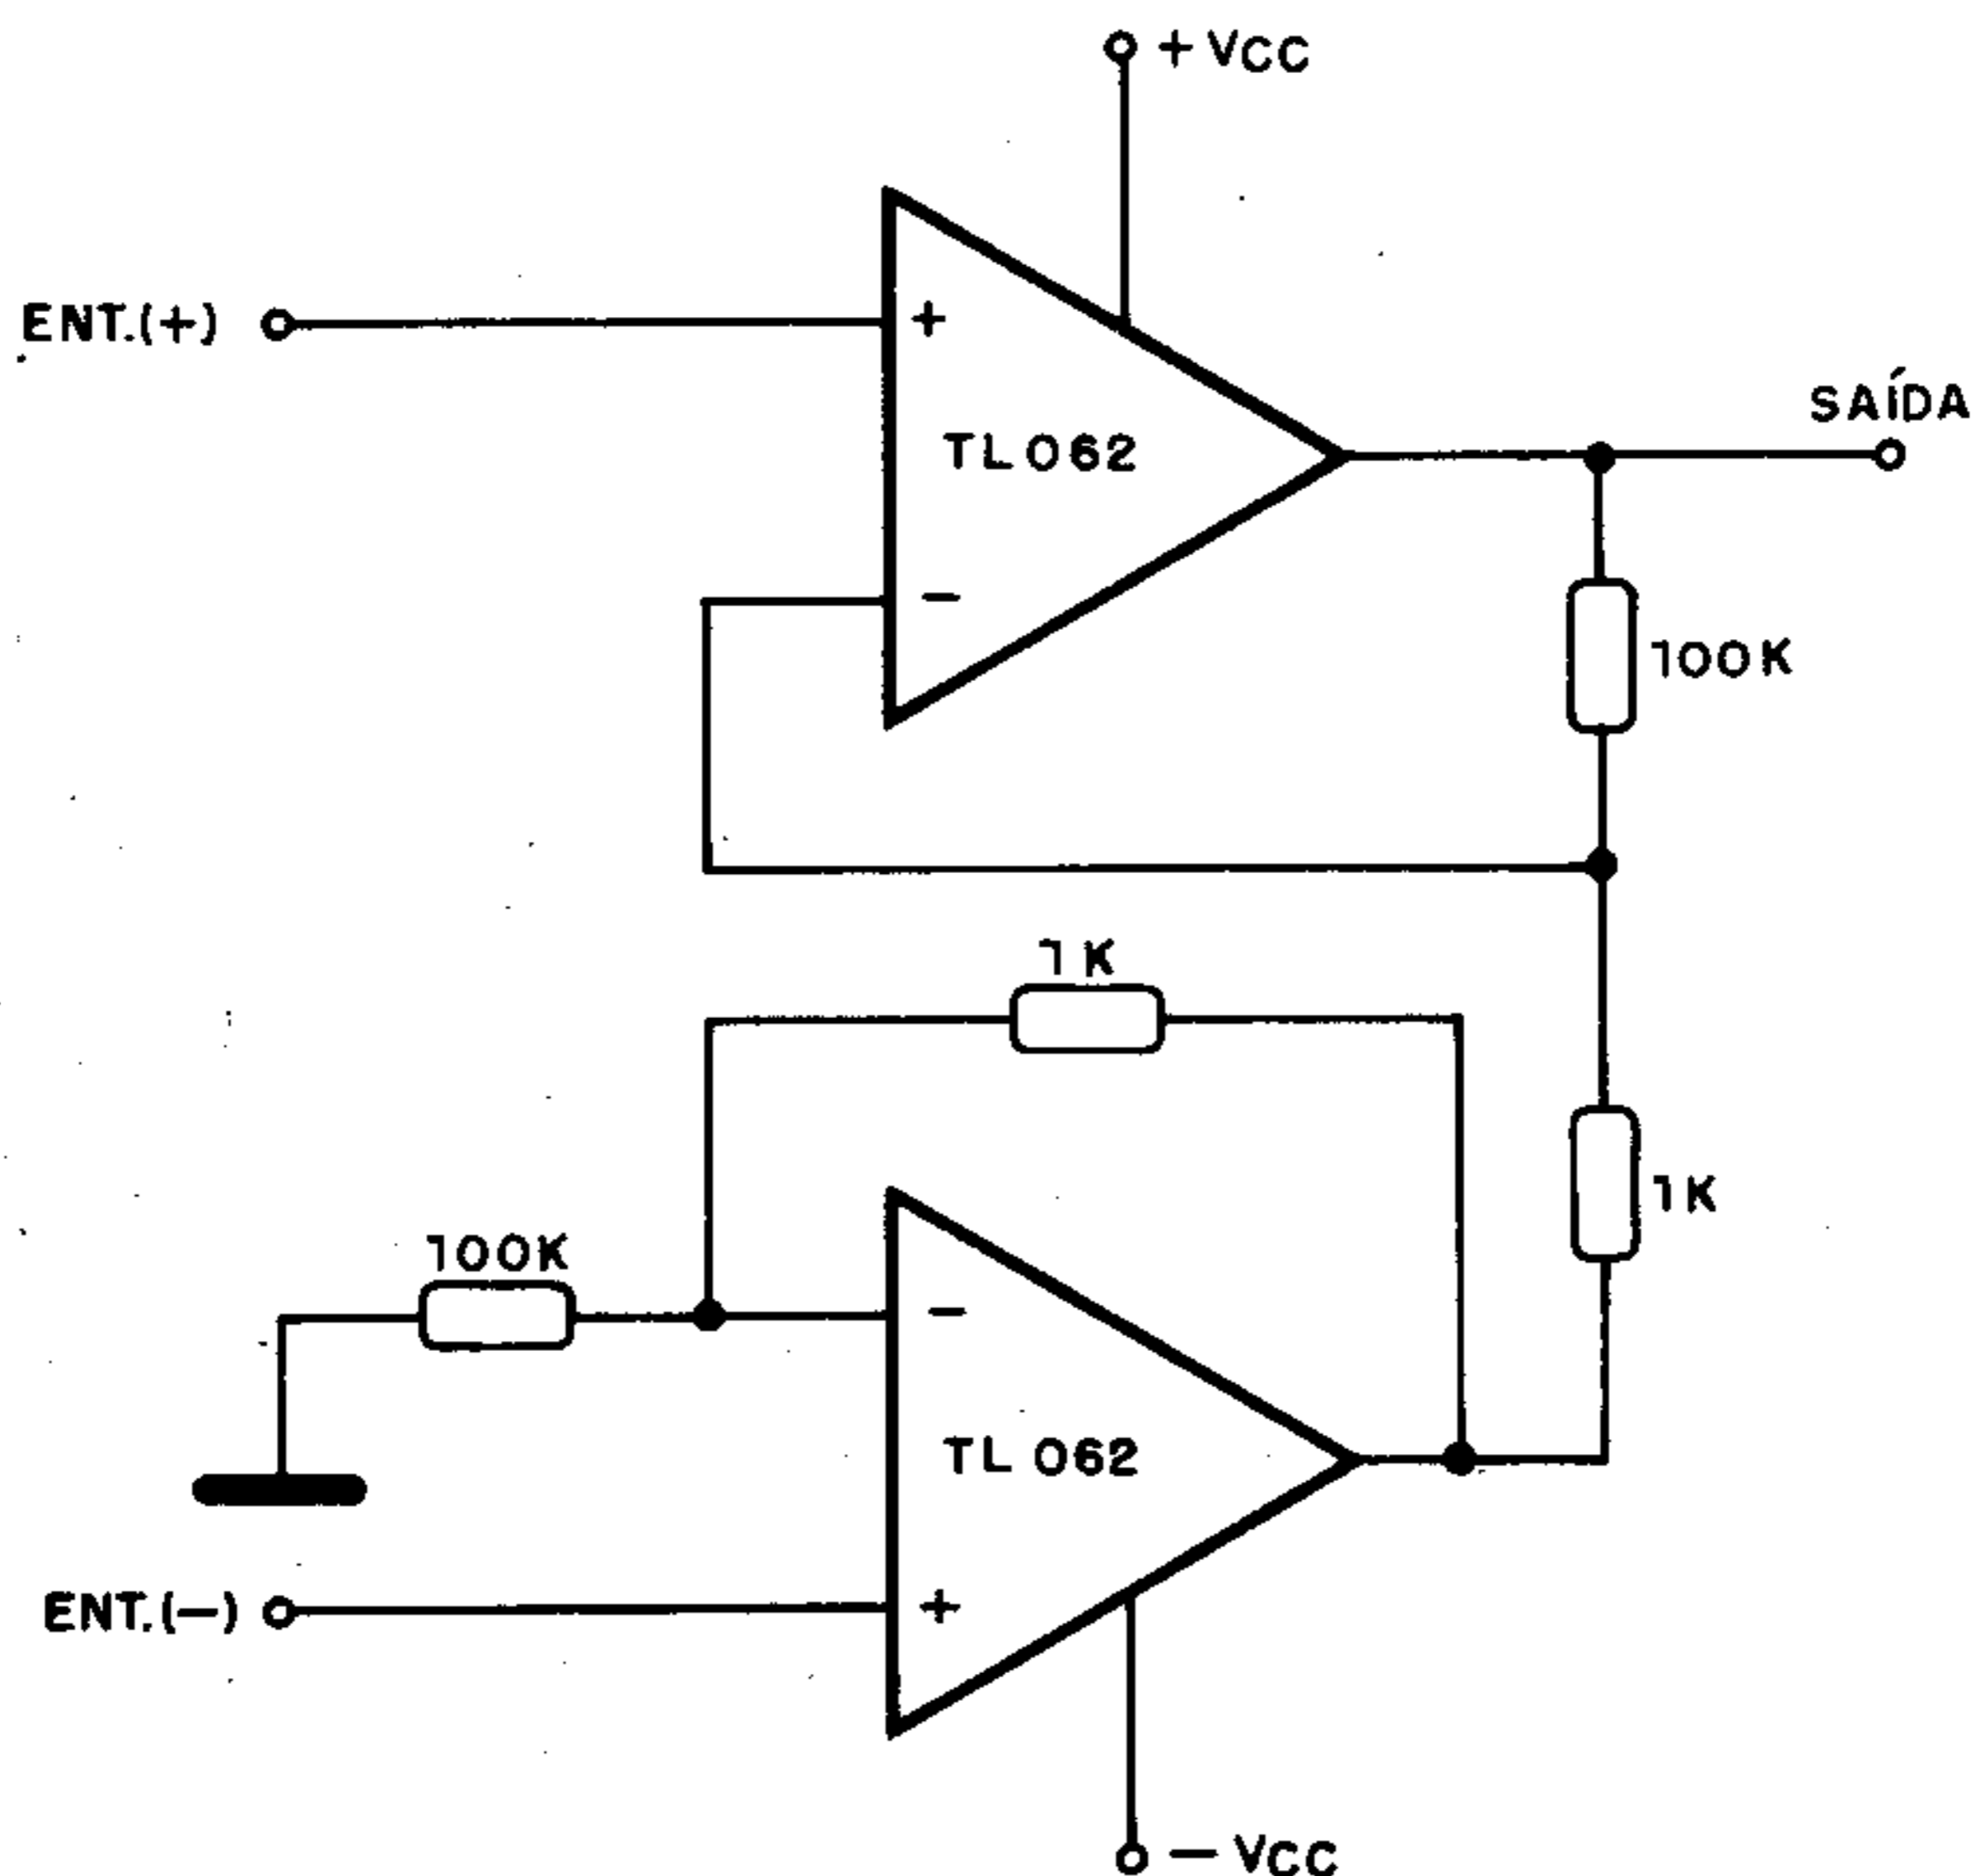 + VCC
ENT.(+)
+
SAÍDA
TL062
−
100K
1K
1K
100K
−
TL 062
ENT.(−)
+
− VCC